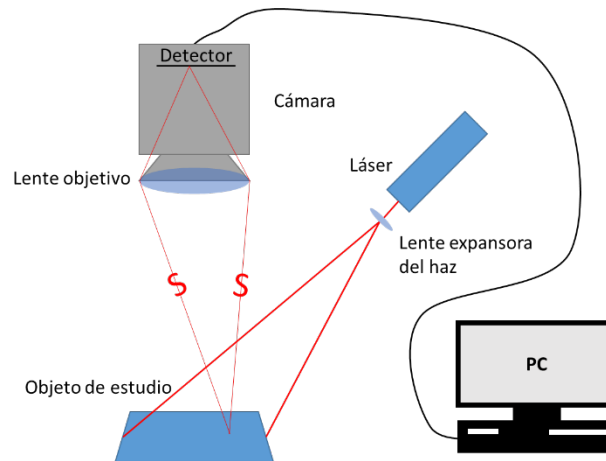 Detector
Cámara
Láser
Lente objetivo
Lente expansora
del haz
PC
Objeto de estudio